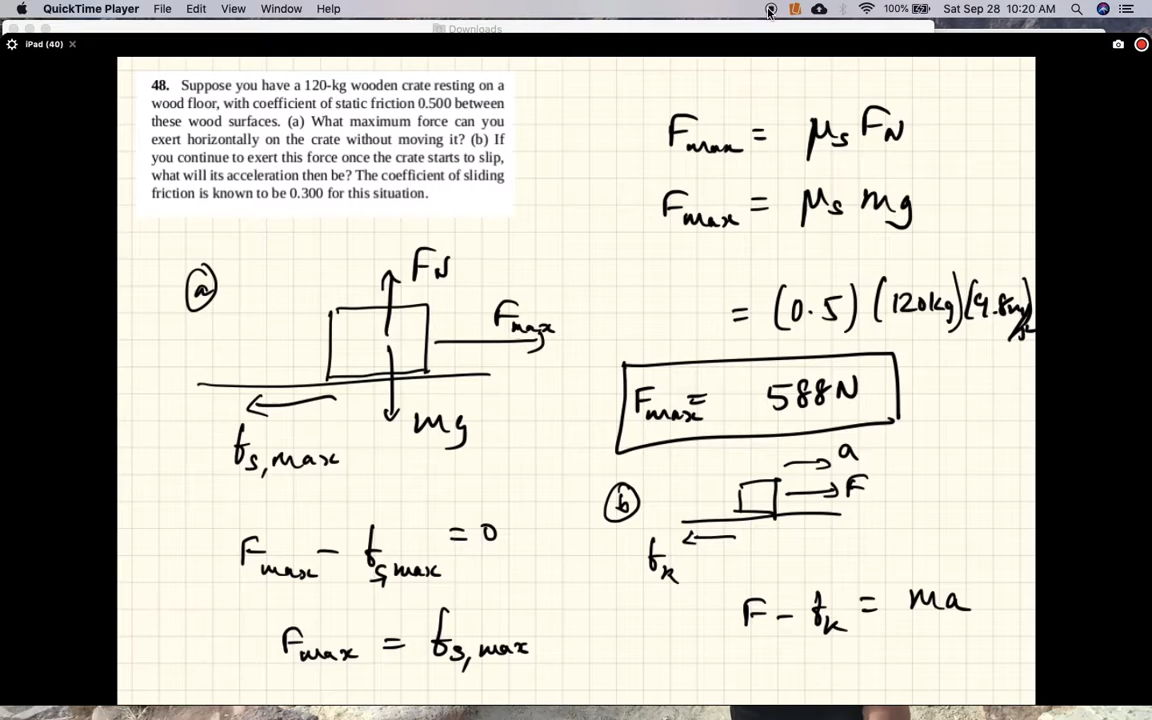 QuickTime Player File Edit View Window Help 100% Sat Sep 28 10:20 AM
Downloads
iPad (40)
48. Suppose you have a 120-kg wooden crate resting on a
wood floor, with coefficient of static friction 0.500 between
these wood surfaces. (a) What maximum force can you
exert horizontally on the crate without moving it? (b) If
you continue to exert this force once the crate starts to slip,
what will its acceleration then be? The coefficient of sliding
friction is known to be 0.300 for this situation.
(a)
FN
Fmax
mg
fs,max
Fmax - fs,max = 0
Fmax = fs,max
Fmax = μs FN
Fmax = μs mg
= (0.5) (120kg) (9.8m/s²)
Fmax = 588N
(b)
a
F
fk
F - fk = ma